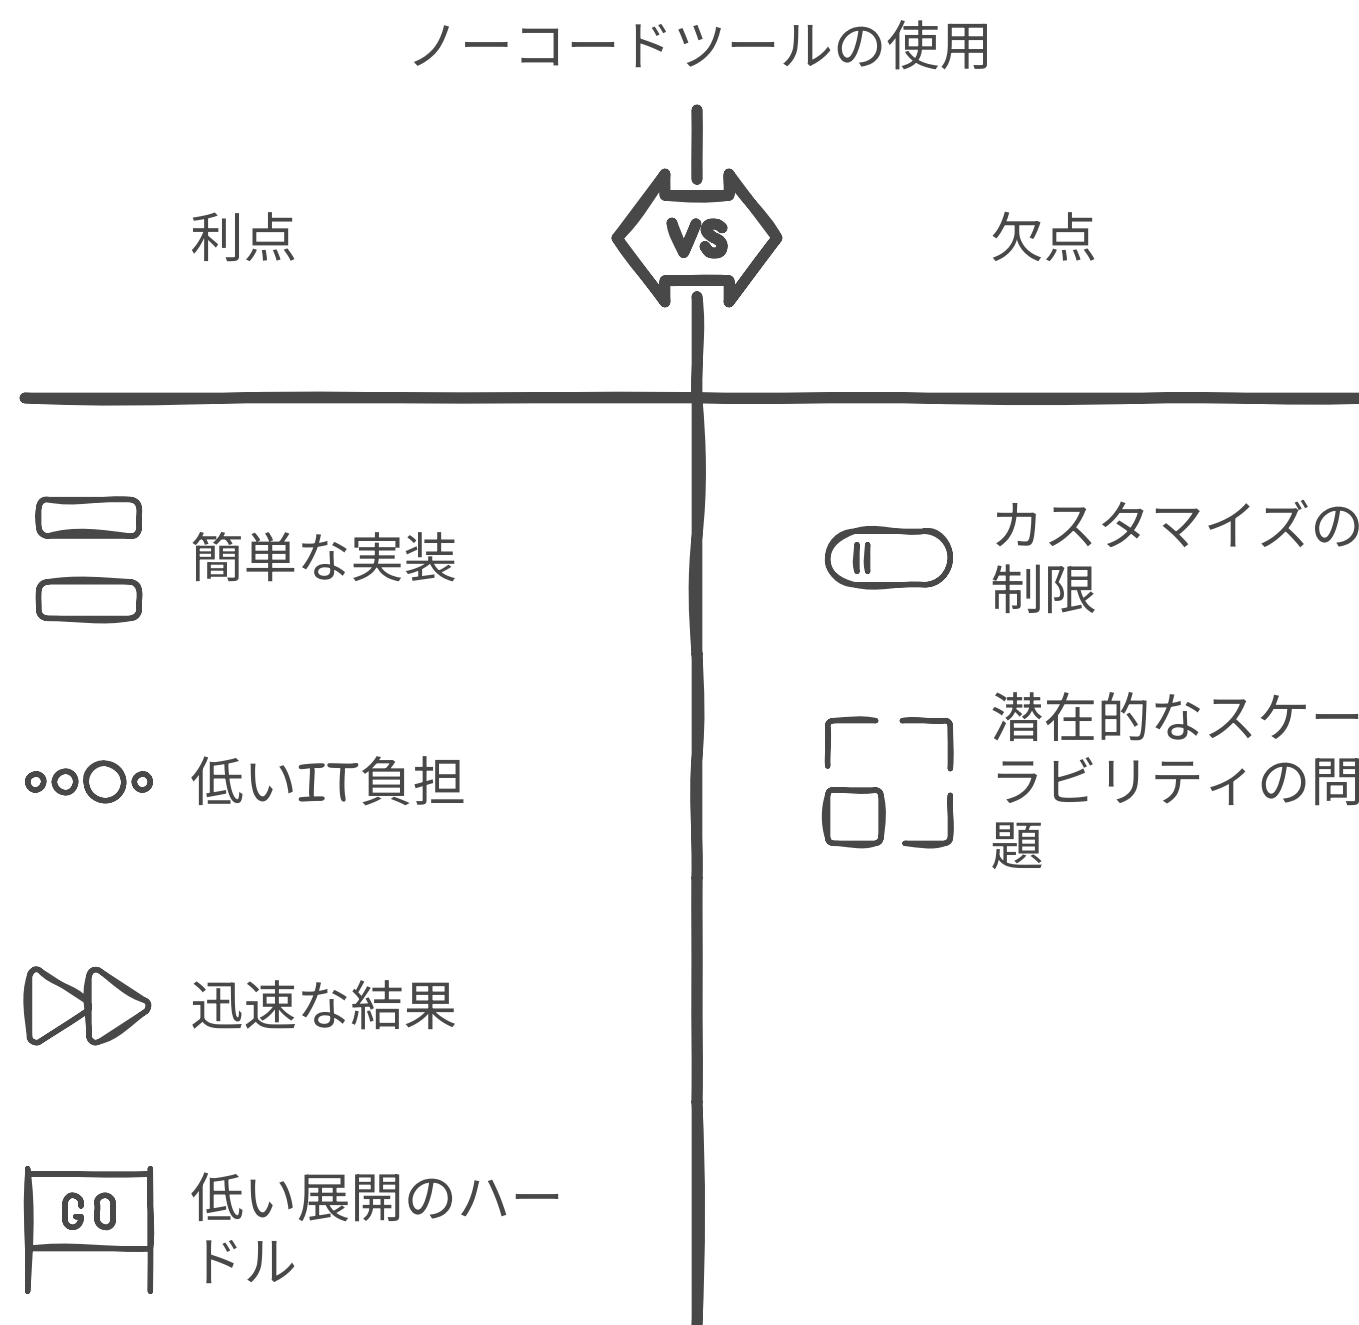 ノーコードツールの使用
利点
VS
欠点
簡単な実装
低いIT負担
迅速な結果
GO
低い展開のハー
ドル
カスタマイズの
制限
潜在的なスケー
ラビリティの問
題